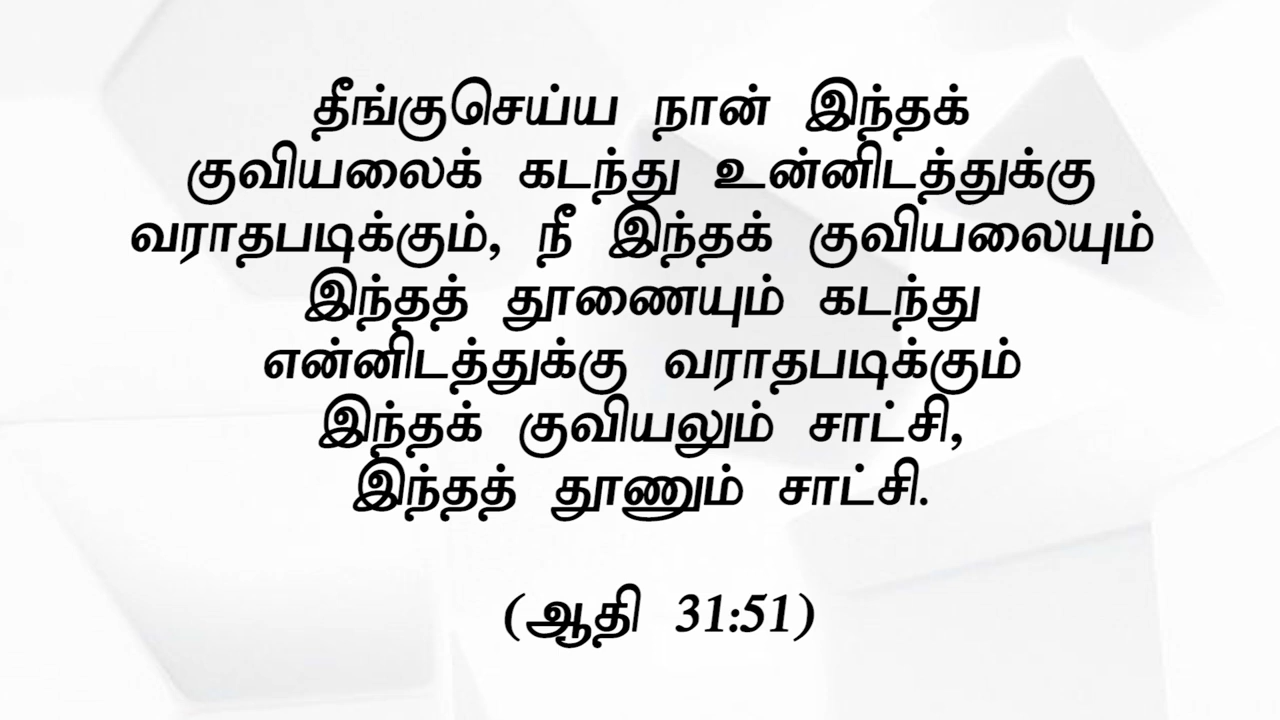 தீங்குசெய்ய நான் இந்தக்
குவியலைக் கடந்து உன்னிடத்துக்கு
வராதபடிக்கும், நீ இந்தக் குவியலையும்
இந்தத் தூணையும் கடந்து
என்னிடத்துக்கு வராதபடிக்கும்
இந்தக் குவியலும் சாட்சி,
இந்தத் தூணும் சாட்சி.
(ஆதி 31:51)